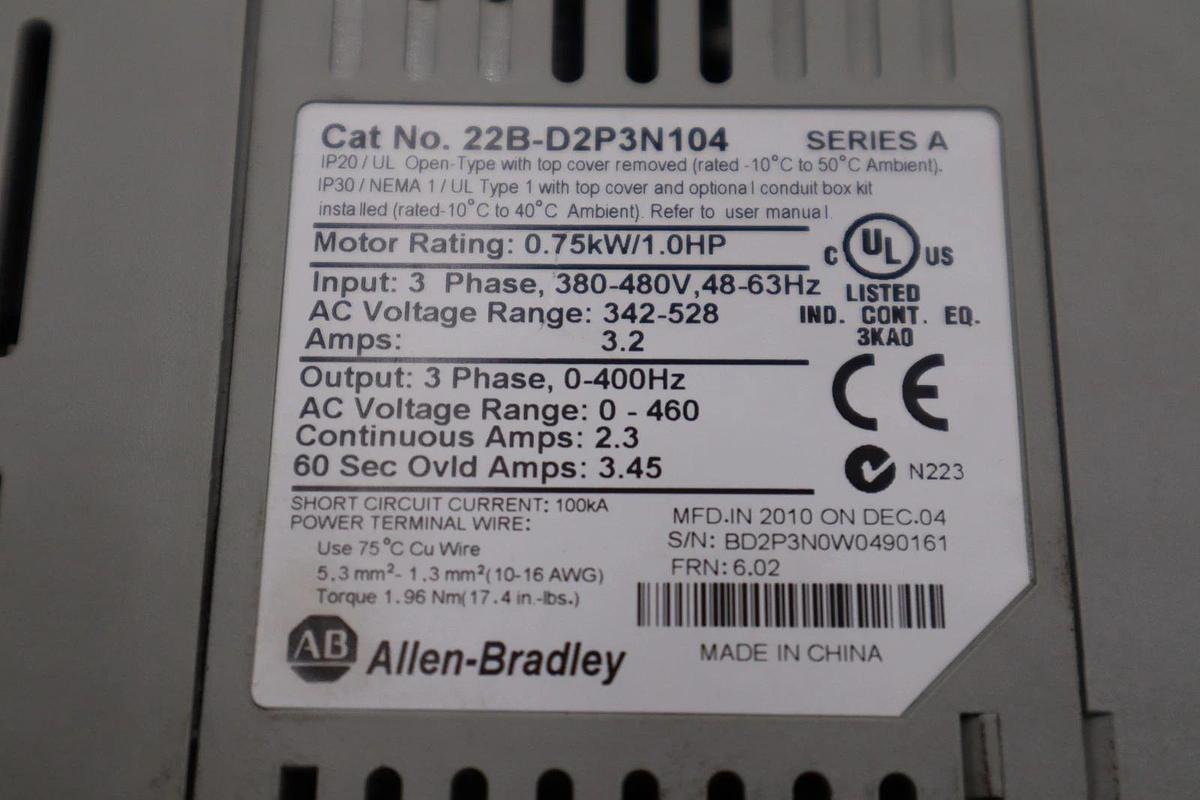 Cat No. 22B-D2P3N104 SERIES A
IP20 / UL Open-Type with top cover removed (rated -10°C to 50°C Ambient).
IP30 / NEMA 1 / UL Type 1 with top cover and optional conduit box kit
installed (rated-10°C to 40°C Ambient). Refer to user manual.
Motor Rating: 0.75kW/1.0HP
C UL US
Input: 3 Phase, 380-480V,48-63Hz
LISTED
AC Voltage Range: 342-528
IND. CONT. EQ.
Amps: 3.2
3KA0
Output: 3 Phase, 0-400Hz
CE
AC Voltage Range: 0 - 460
Continuous Amps: 2.3
60 Sec Ovld Amps: 3.45
N223
SHORT CIRCUIT CURRENT: 100kA
POWER TERMINAL WIRE:
Use 75°C Cu Wire
5.3 mm²- 1.3 mm²(10-16 AWG)
Torque 1.96 Nm(17.4 in.-lbs.)
MFD.IN 2010 ON DEC.04
S/N: BD2P3N0W0490161
FRN: 6.02
AB Allen-Bradley
MADE IN CHINA